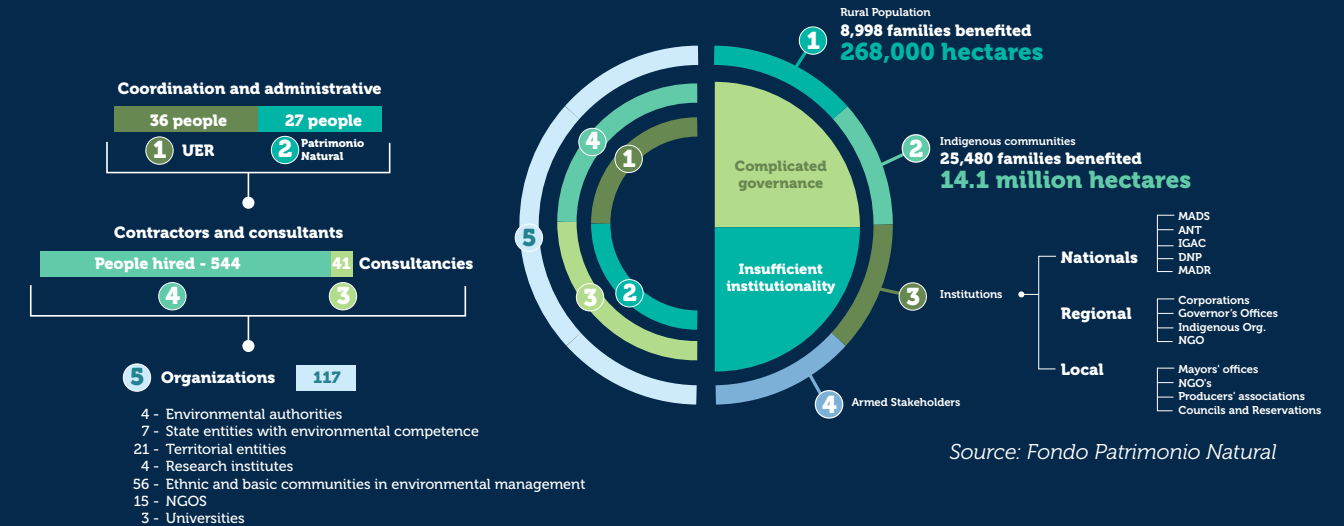 Coordination and administrative
36 people
27 people
1
UER
2
Patrimonio
Natural
Contractors and consultants
People hired - 544
41
Consultancies
4
3
5
Organizations
117
4 - Environmental authorities
7 - State entities with environmental competence
21 - Territorial entities
4 - Research institutes
56 - Ethnic and basic communities in environmental management
15 - NGOS
3 - Universities
5
4
1
3
2
Complicated
governance
Insufficient
institutionality
1
Rural Population
8,998 families benefited
268,000 hectares
2
Indigenous communities
25,480 families benefited
14.1 million hectares
3
Institutions
Nationals
MADS
ANT
IGAC
DNP
MADR
Regional
Corporations
Governor's Offices
Indigenous Org.
NGO
Local
Mayors' offices
NGO's
Producers' associations
Councils and Reservations
4
Armed Stakeholders
Source: Fondo Patrimonio Natural